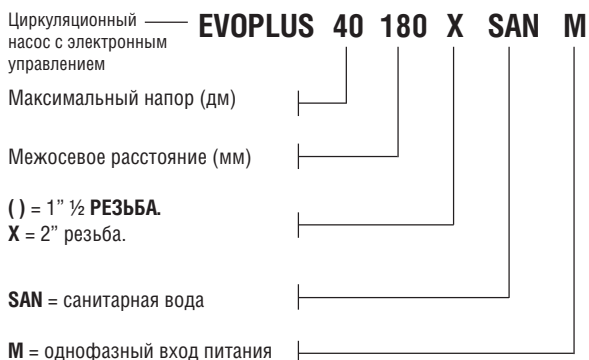 Циркуляционный
насос с электронным
управлением
EVOPLUS 40 180 X SAN M
Максимальный напор (дм)
Межосевое расстояние (мм)
( ) = 1” ½ РЕЗЬБА.
X = 2” резьба.
SAN = санитарная вода
M = однофазный вход питания